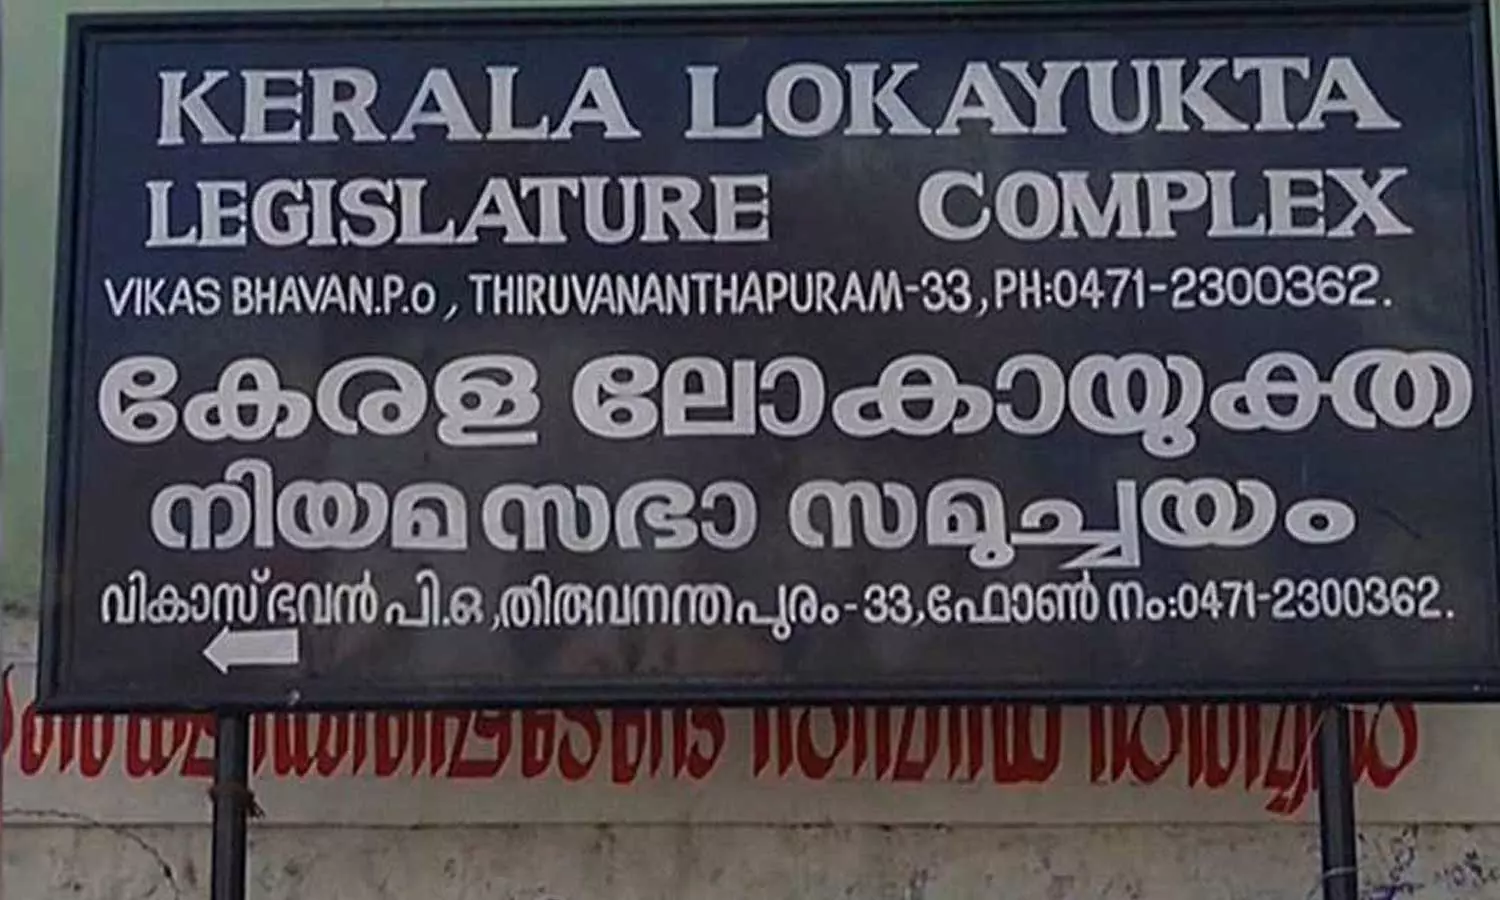 KERALA LOKAYUKTA
LEGISLATURE COMPLEX
VIKAS BHAVAN.P.o, THIRUVANANTHAPURAM-33, PH:0471-2300362.
കേരള ലോകായുക്ത
നിയമസഭാ സമുച്ചയം
വികാസ് ഭവൻ പി.ഒ, തിരുവനന്തപുരം-33, ഫോൺ നം:0471-2300362.